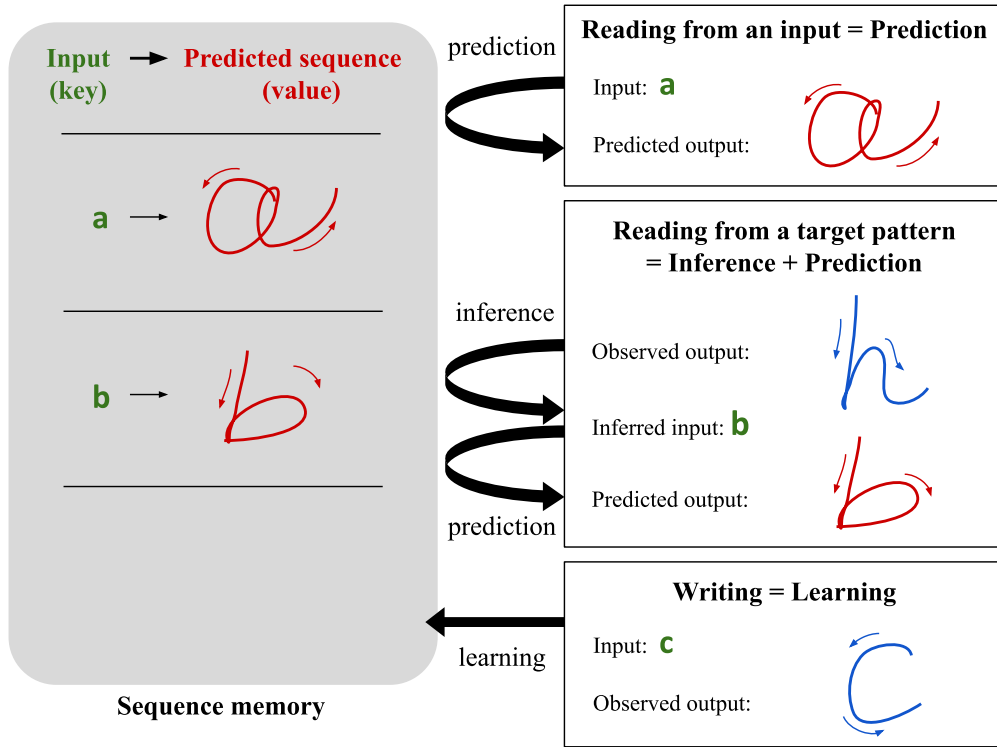 Input → Predicted sequence
(key) (value)
a →
b →
Sequence memory
prediction
inference
prediction
learning
Reading from an input = Prediction
Input: a
Predicted output: a
Reading from a target pattern
= Inference + Prediction
Observed output: h
Inferred input: b
Predicted output: b
Writing = Learning
Input: c
Observed output: c